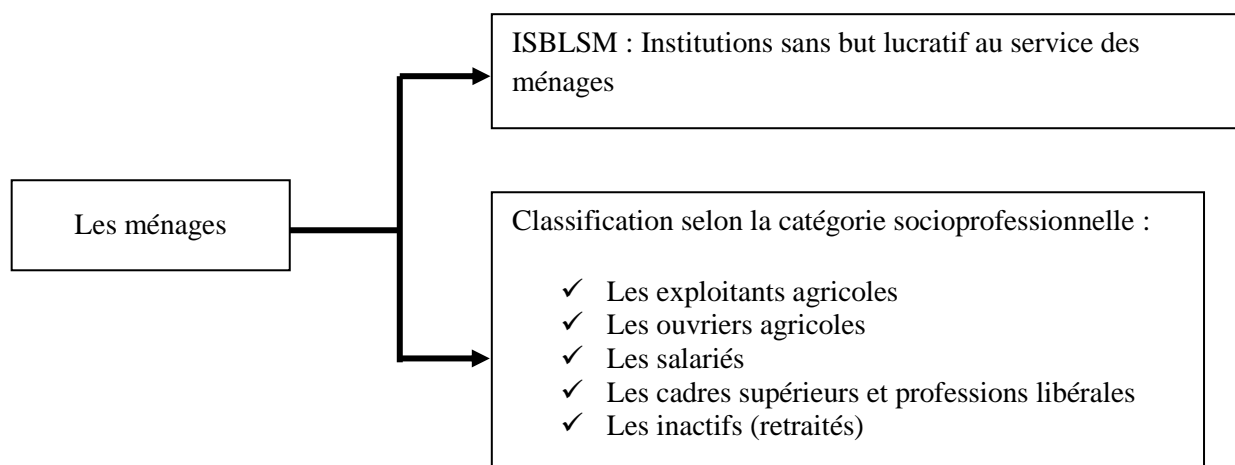 ISBLSM : Institutions sans but lucratif au service des
ménages
Les ménages
Classification selon la catégorie socioprofessionnelle :
✓ Les exploitants agricoles
✓ Les ouvriers agricoles
✓ Les salariés
✓ Les cadres supérieurs et professions libérales
✓ Les inactifs (retraités)